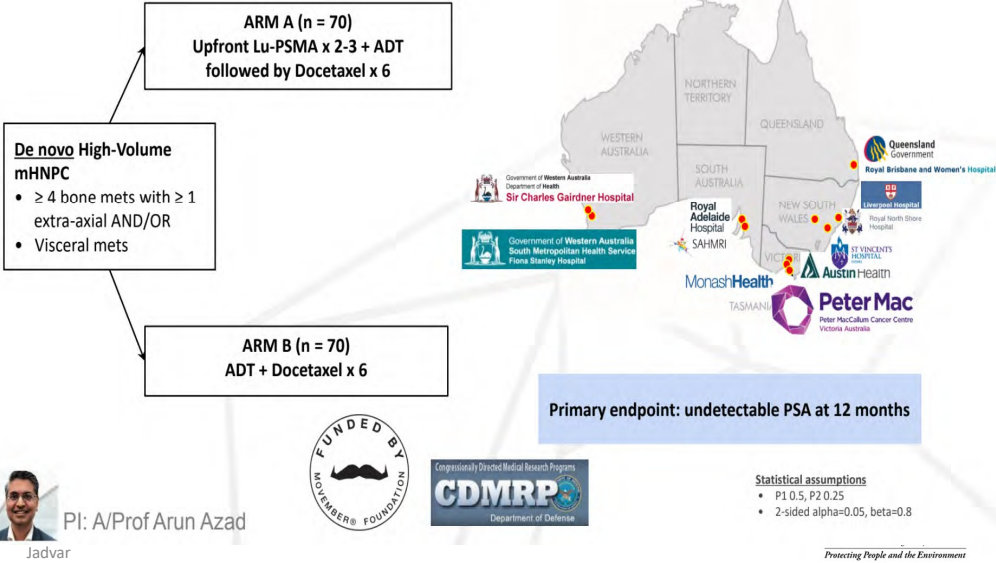 ARM A (n = 70)
Upfront Lu-PSMA x 2-3 + ADT
followed by Docetaxel x 6
De novo High-Volume
mHNPC
• ≥ 4 bone mets with ≥ 1
extra-axial AND/OR
• Visceral mets
ARM B (n = 70)
ADT + Docetaxel x 6
NORTHERN
TERRITORY
QUEENSLAND
WESTERN
AUSTRALIA
SOUTH
AUSTRALIA
NEW SOUTH
WALES
VICTORIA
TASMANIA
Queensland
Government
Royal Brisbane and Women's Hospital
Liverpool Hospital
Royal North Shore
Hospital
ST VINCENT'S
HOSPITAL
Austin Health
Government of Western Australia
Department of Health
Sir Charles Gairdner Hospital
Government of Western Australia
South Metropolitan Health Service
Fiona Stanley Hospital
Royal
Adelaide
Hospital
SAHMRI
MonashHealth
Peter Mac
Peter MacCallum Cancer Centre
Victoria Australia
Primary endpoint: undetectable PSA at 12 months
FUNDED BY
MOVEMBER® FOUNDATION
Congressionally Directed Medical Research Programs
CDMRP
Department of Defense
Statistical assumptions
• P1 0.5, P2 0.25
• 2-sided alpha=0.05, beta=0.8
PI: A/Prof Arun Azad
Jadvar
Protecting People and the Environment